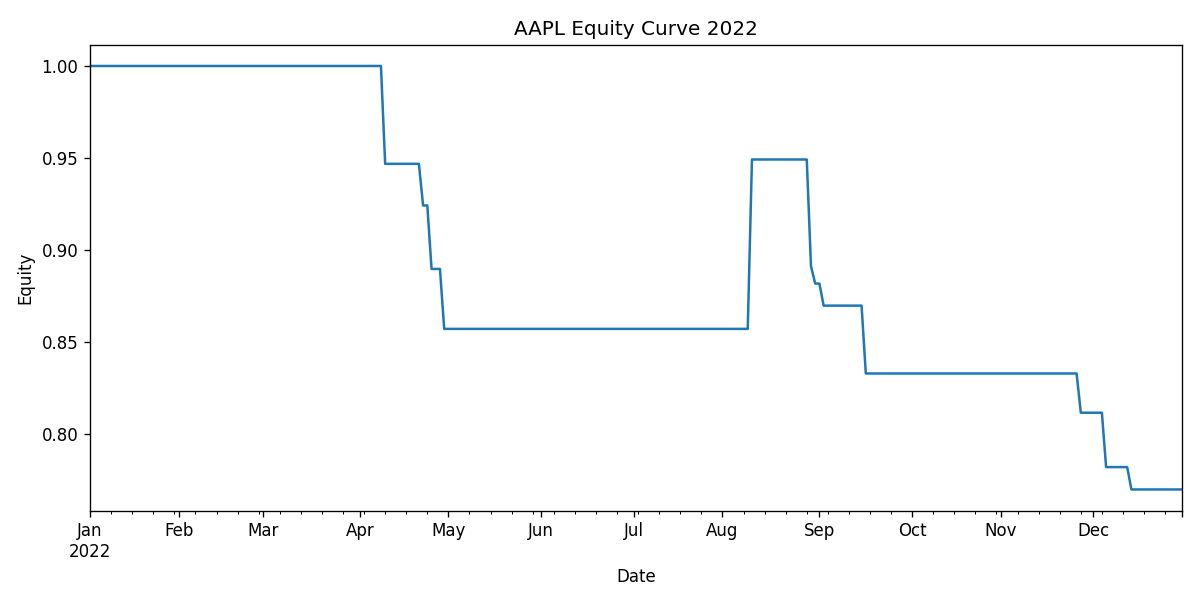 AAPL Equity Curve 2022
1.00
0.95
0.90
0.85
0.80
Equity
Jan Feb Mar Apr May Jun Jul Aug Sep Oct Nov Dec
2022
Date